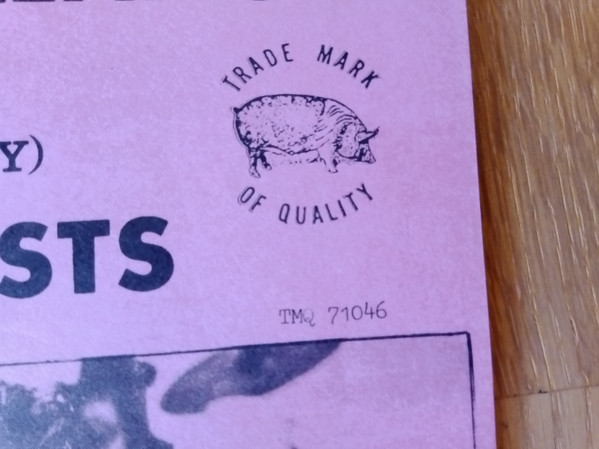 TRADE MARK
OF QUALITY
Y)
STS
TMQ 71046